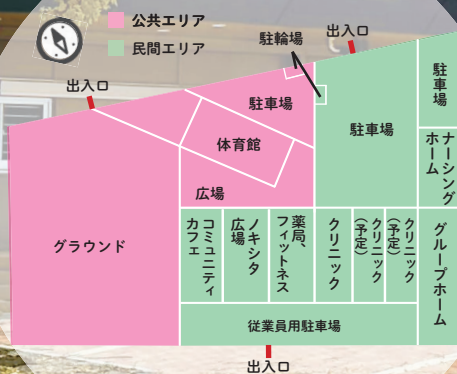 公共エリア
民間エリア
出入口
駐輪場
出入口
駐車場
駐車場
駐車場
体育館
広場
ナーシング
ホーム
グラウンド
コミュニティ
カフェ
ノキシタ
広場
薬局、
フィットネス
クリニック
クリニック
(予定)
クリニック
(予定)
グループホーム
従業員用駐車場
出入口